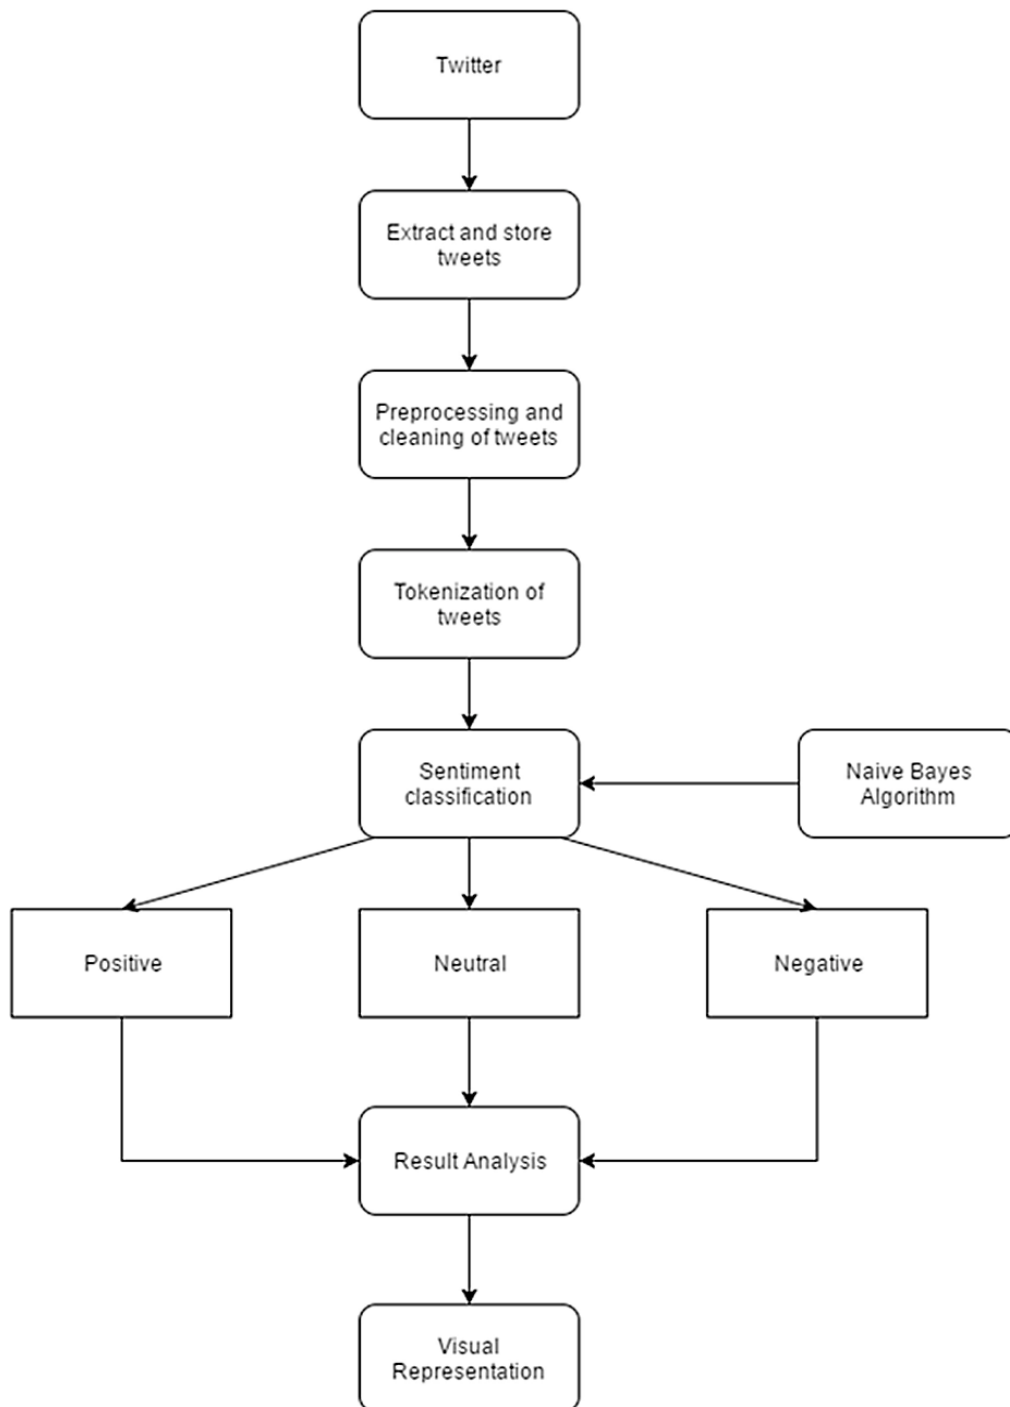 Twitter
Extract and store
tweets
Preprocessing and
cleaning of tweets
Tokenization of
tweets
Sentiment
classification
Naive Bayes
Algorithm
Positive
Neutral
Negative
Result Analysis
Visual
Representation